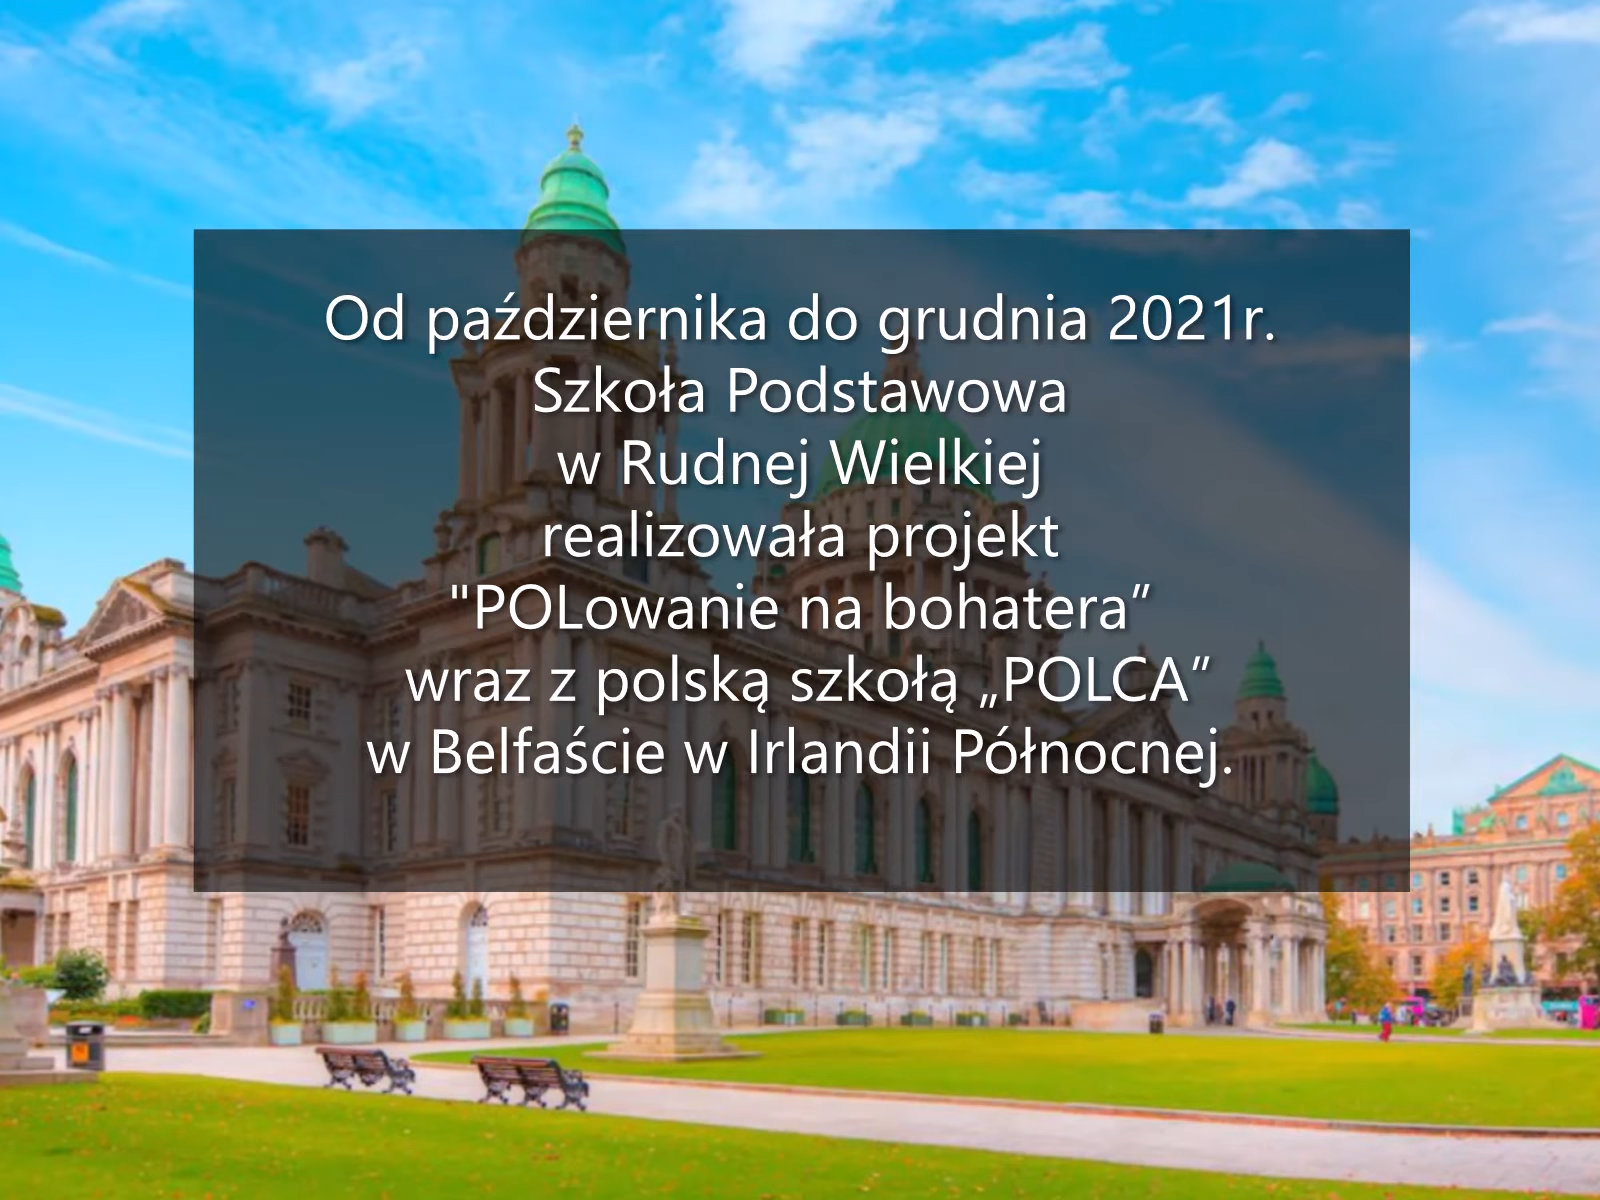 Od października do grudnia 2021r.
Szkoła Podstawowa
w Rudnej Wielkiej
realizowała projekt
"POLowanie na bohatera”
wraz z polską szkołą „POLCA”
w Belfaście w Irlandii Północnej.